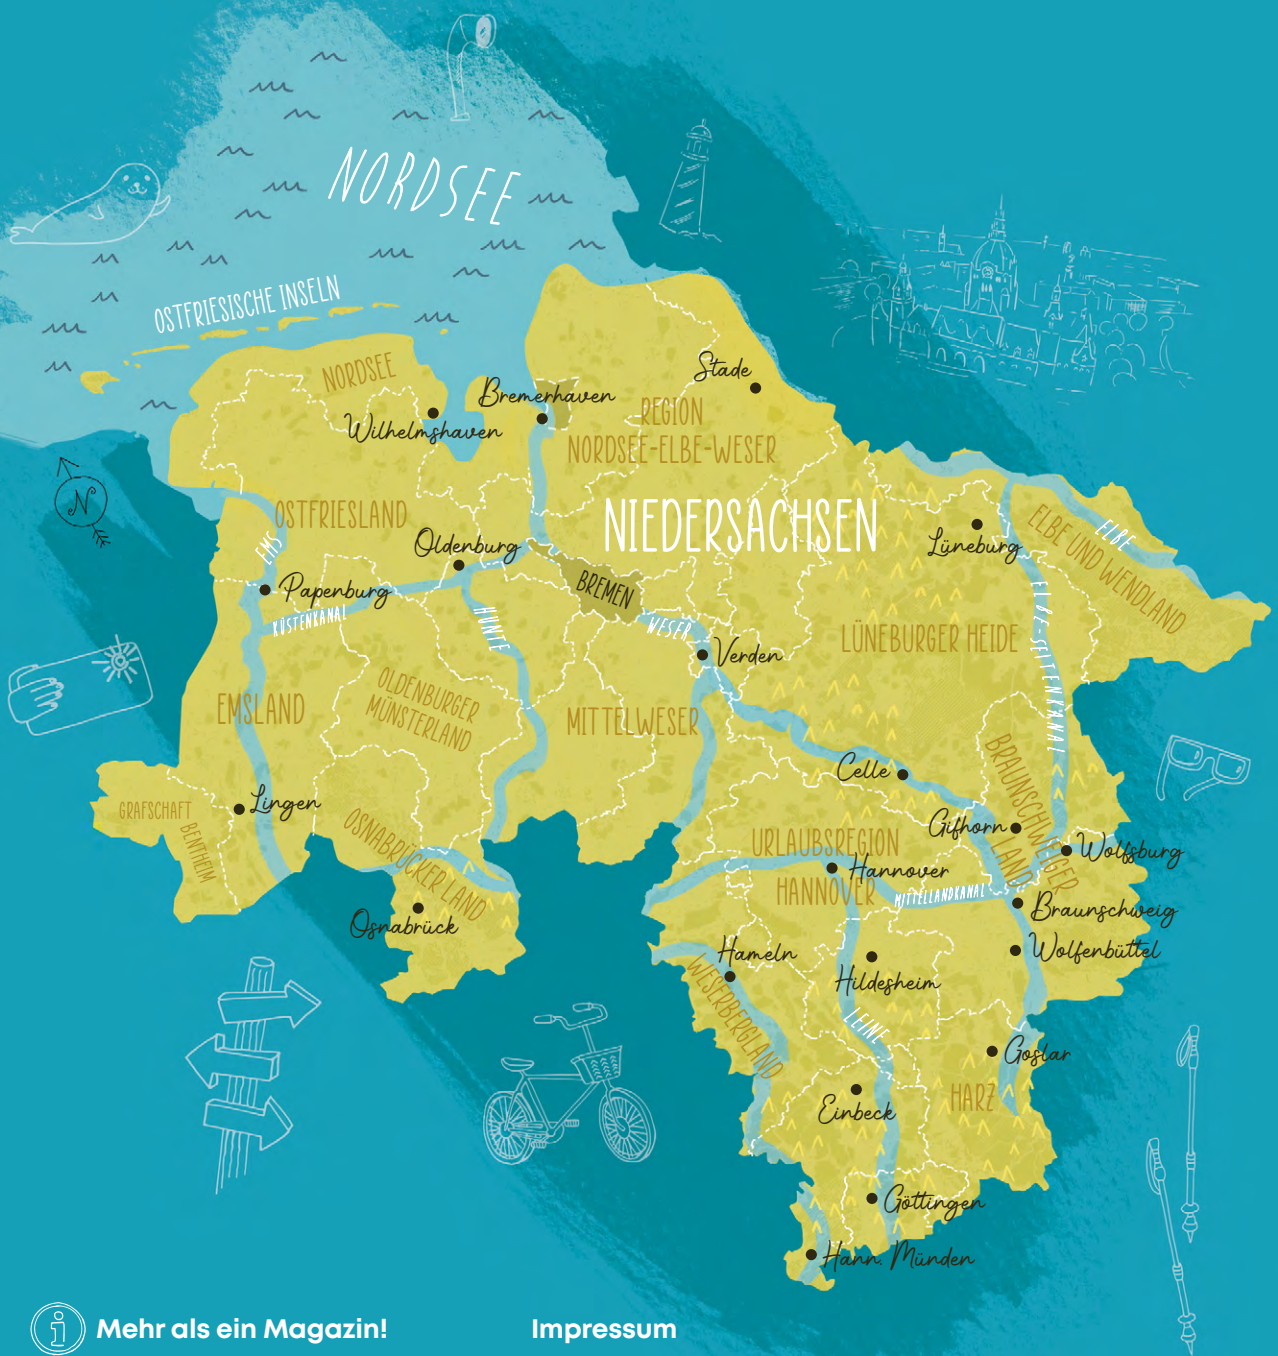 NORDSEE
OSTFRIESISCHE INSELN
NORDSEE
Stade
Bremerhaven
Wilhelmshaven
REGION
NORDSEE-ELBE-WESER
N
OSTFRIESLAND
NIEDERSACHSEN
Lüneburg
ELBE
ELBE UND WENDLAND
EMS
Oldenburg
Papenburg
KÜSTENKANAL
HUNTE
BREMEN
WESER
Verden
LÜNEBURGER HEIDE
ELBE-SEITENKANAL
EMSLAND
OLDENBURGER
MÜNSTERLAND
MITTELWESER
BRAUNSCHWEIGER
LAND
Celle
GRAFSCHAFT
BENTHEIM
Lingen
OSNABRÜCKER LAND
Gifhorn
Wolfsburg
URLAUBSREGION
HANNOVER
Hannover
MITTELLANDKANAL
Braunschweig
Osnabrück
Wolfenbüttel
Hameln
WESERBERGLAND
Hildesheim
LEINE
Goslar
HARZ
Einbeck
Göttingen
Hann. Münden
i
Mehr als ein Magazin!
Impressum